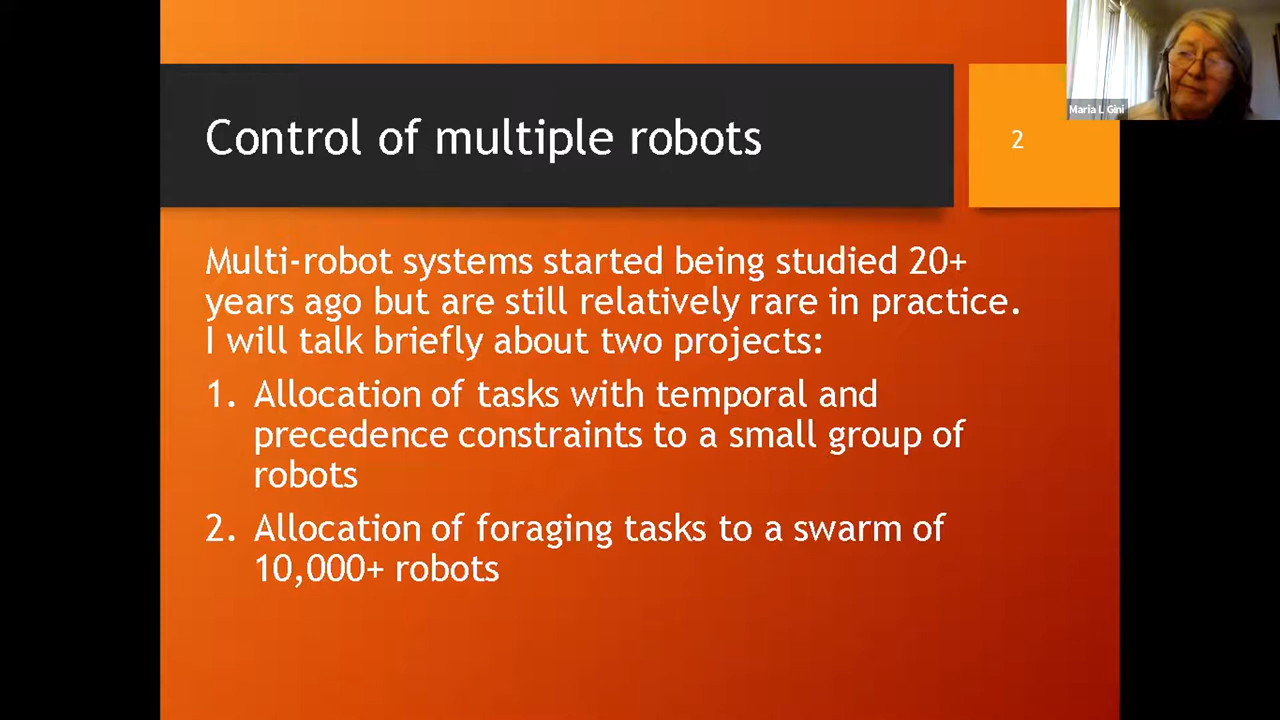 Control of multiple robots
2
Maria L Gini
Multi-robot systems started being studied 20+
years ago but are still relatively rare in practice.
I will talk briefly about two projects:
1. Allocation of tasks with temporal and
precedence constraints to a small group of
robots
2. Allocation of foraging tasks to a swarm of
10,000+ robots